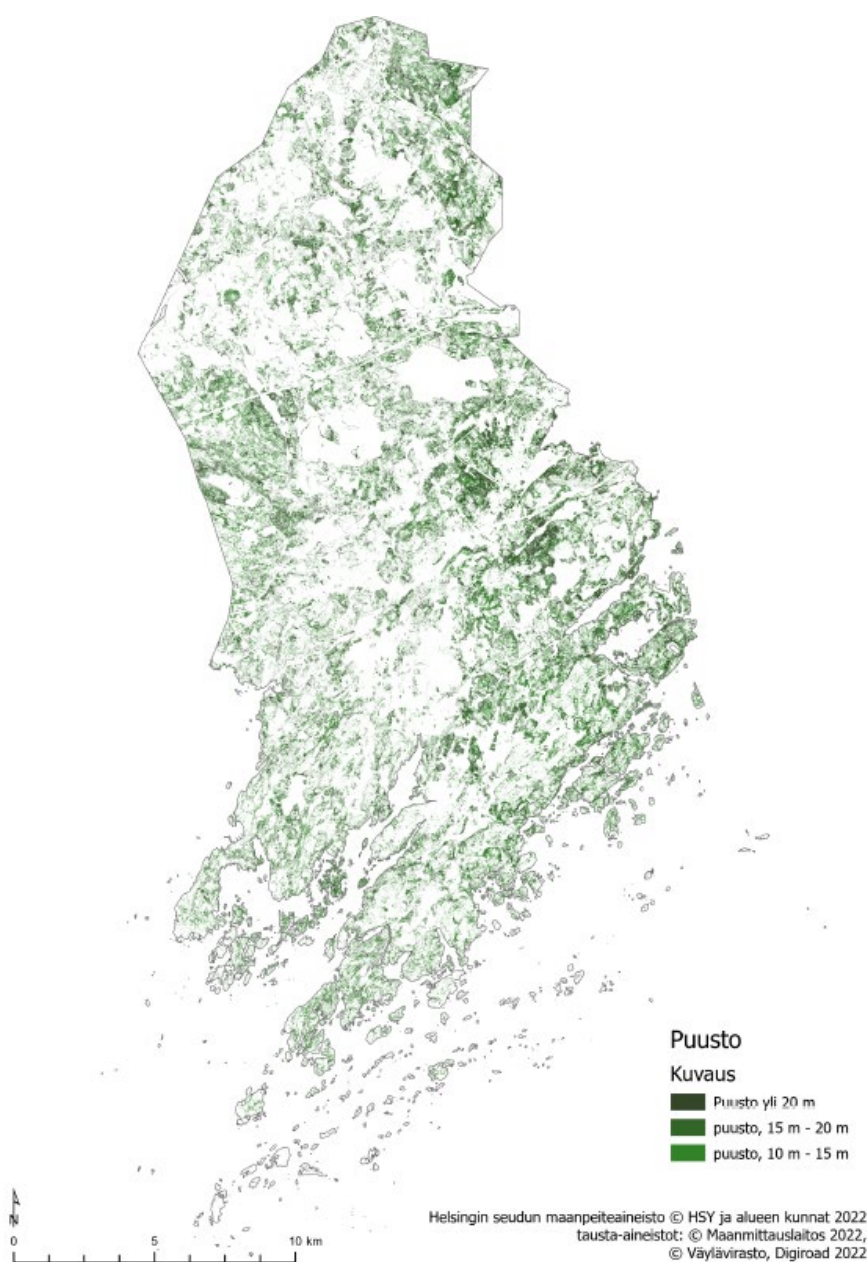 Puusto
Kuvaus
Puusto yli 20 m
puusto, 15 m - 20 m
puusto, 10 m - 15 m
N
0 5 10 km
Helsingin seudun maanpeiteaineisto © HSY ja alueen kunnat 2022
tausta-aineistot: © Maanmittauslaitos 2022,
© Väylävirasto, Digiroad 2022